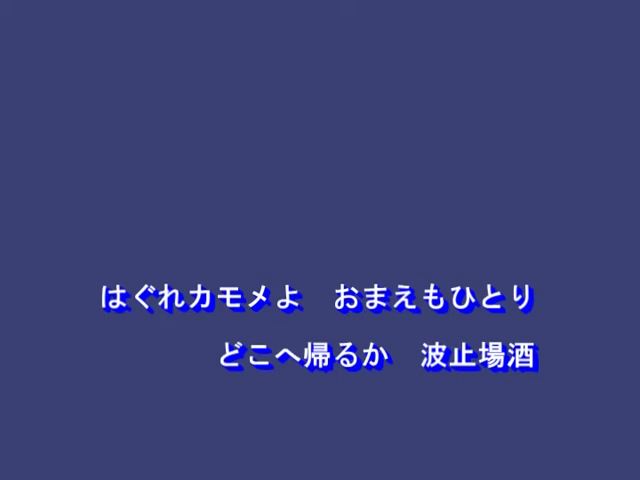 はぐれカモメよ　おまえもひとり
どこへ帰るか　波止場酒